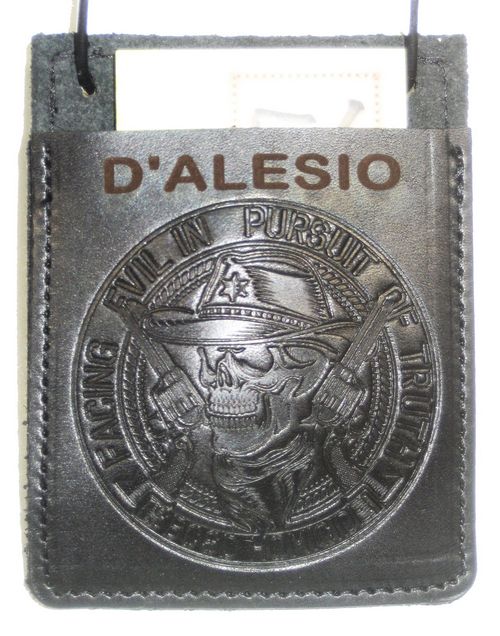 D'ALESIO
FACING EVIL IN PURSUIT OF TRUTH